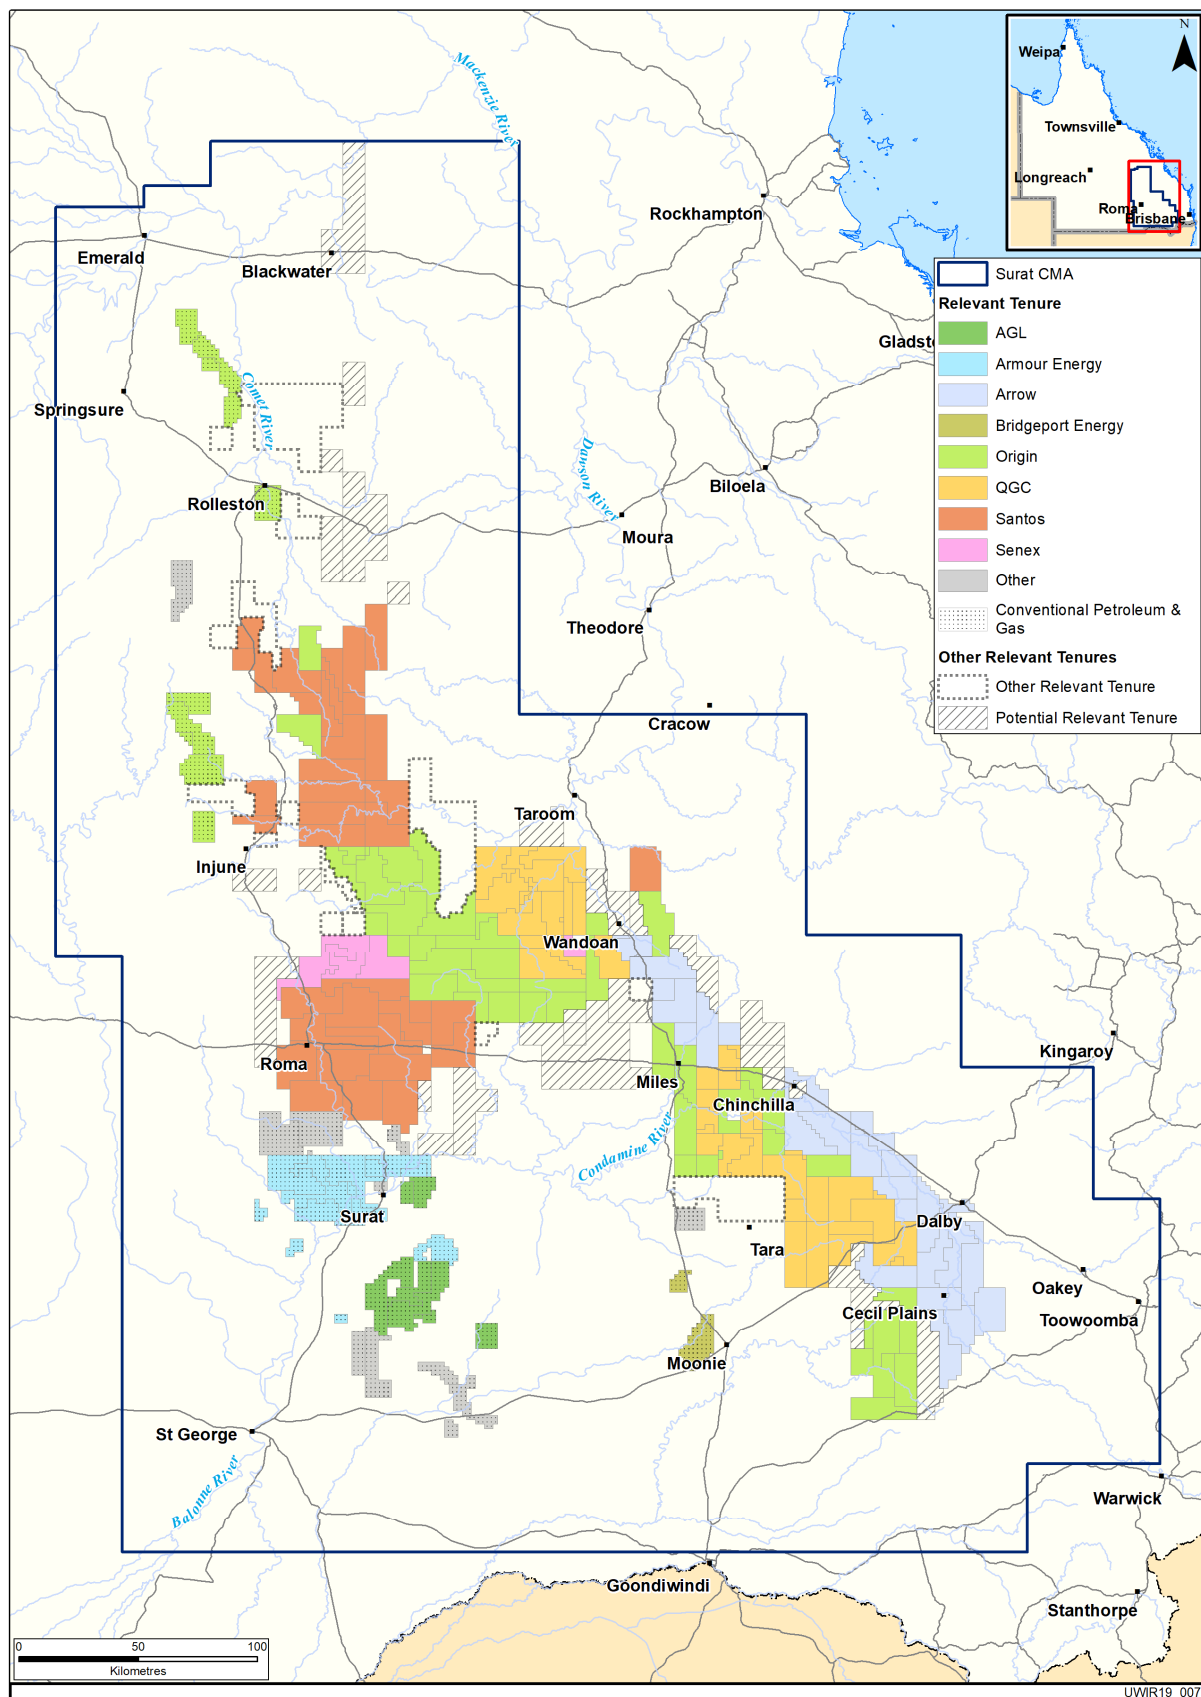 N
Weipa
Townsville
Longreach
Roma
Brisbane
Mackenzie River
Rockhampton
Emerald
Blackwater
Gladst
Springsure
Comet River
Dawson River
Biloela
Rolleston
Moura
Theodore
Cracow
Taroom
Injune
Wandoan
Roma
Miles
Chinchilla
Kingaroy
Condamine River
Surat
Dalby
Tara
Oakey
Cecil Plains
Toowoomba
Moonie
St George
Balonne River
Warwick
Goondiwindi
Stanthorpe
Surat CMA
Relevant Tenure
AGL
Armour Energy
Arrow
Bridgeport Energy
Origin
QGC
Santos
Senex
Other
Conventional Petroleum &
Gas
Other Relevant Tenures
Other Relevant Tenure
Potential Relevant Tenure
0 50 100
Kilometres
UWIR19_007